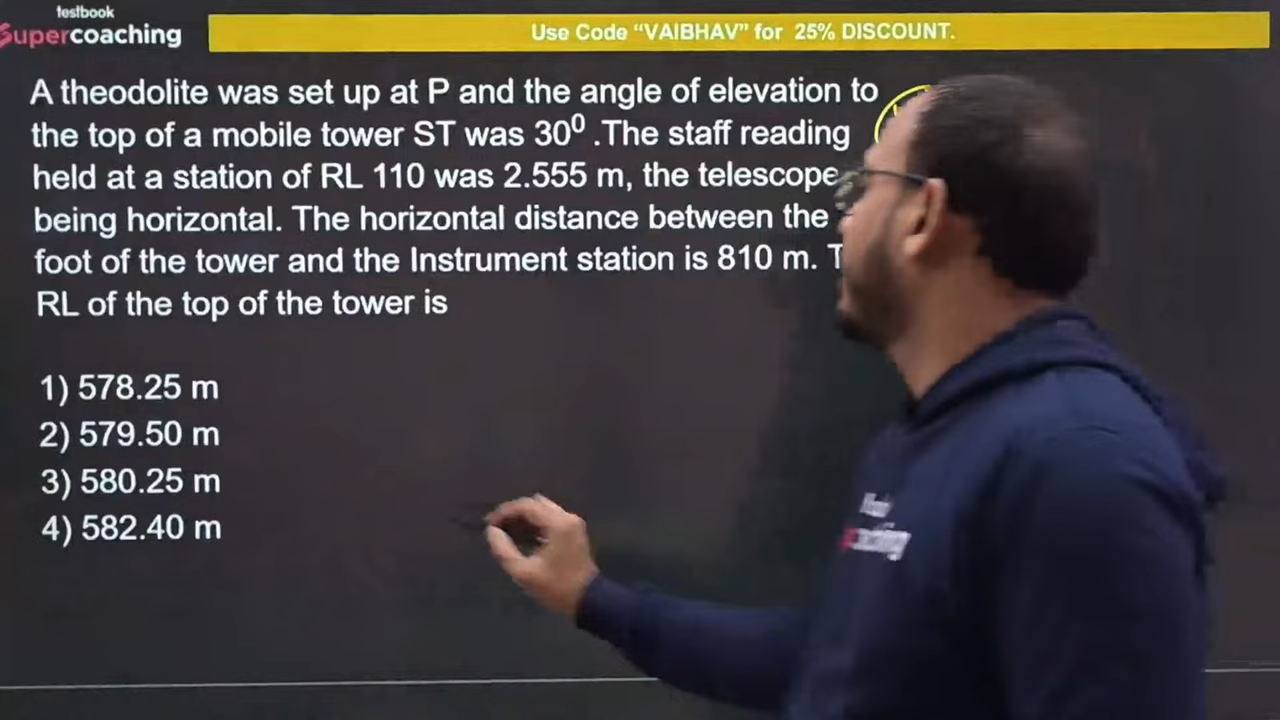 testbook
Supercoaching
Use Code “VAIBHAV” for 25% DISCOUNT.
A theodolite was set up at P and the angle of elevation to
the top of a mobile tower ST was 30⁰ .The staff reading
held at a station of RL 110 was 2.555 m, the telescope
being horizontal. The horizontal distance between the
foot of the tower and the Instrument station is 810 m.
RL of the top of the tower is
1) 578.25 m
2) 579.50 m
3) 580.25 m
4) 582.40 m